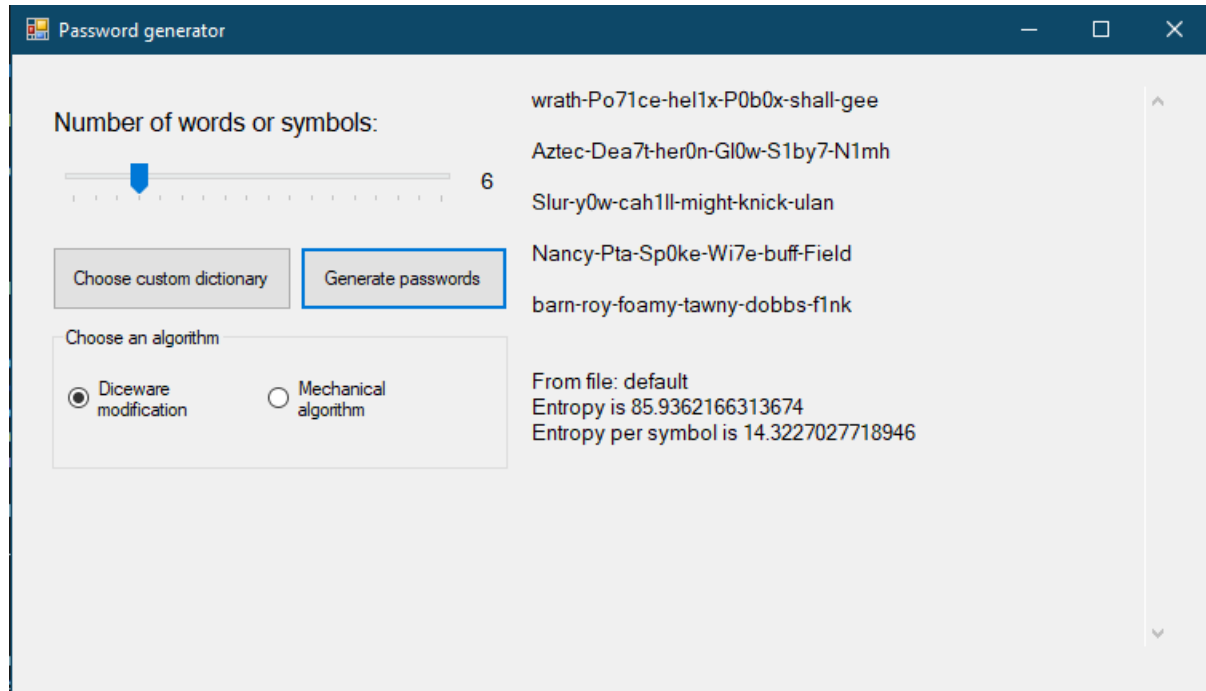 Password generator
Number of words or symbols:
6
Choose custom dictionary
Generate passwords
Choose an algorithm
Diceware
modification
Mechanical
algorithm
wrath-Po71ce-hel1x-P0b0x-shall-gee
Aztec-Dea7t-her0n-Gl0w-S1by7-N1mh
Slur-y0w-cah1ll-might-knick-ulan
Nancy-Pta-Sp0ke-Wi7e-buff-Field
barn-roy-foamy-tawny-dobbs-f1nk
From file: default
Entropy is 85.9362166313674
Entropy per symbol is 14.3227027718946